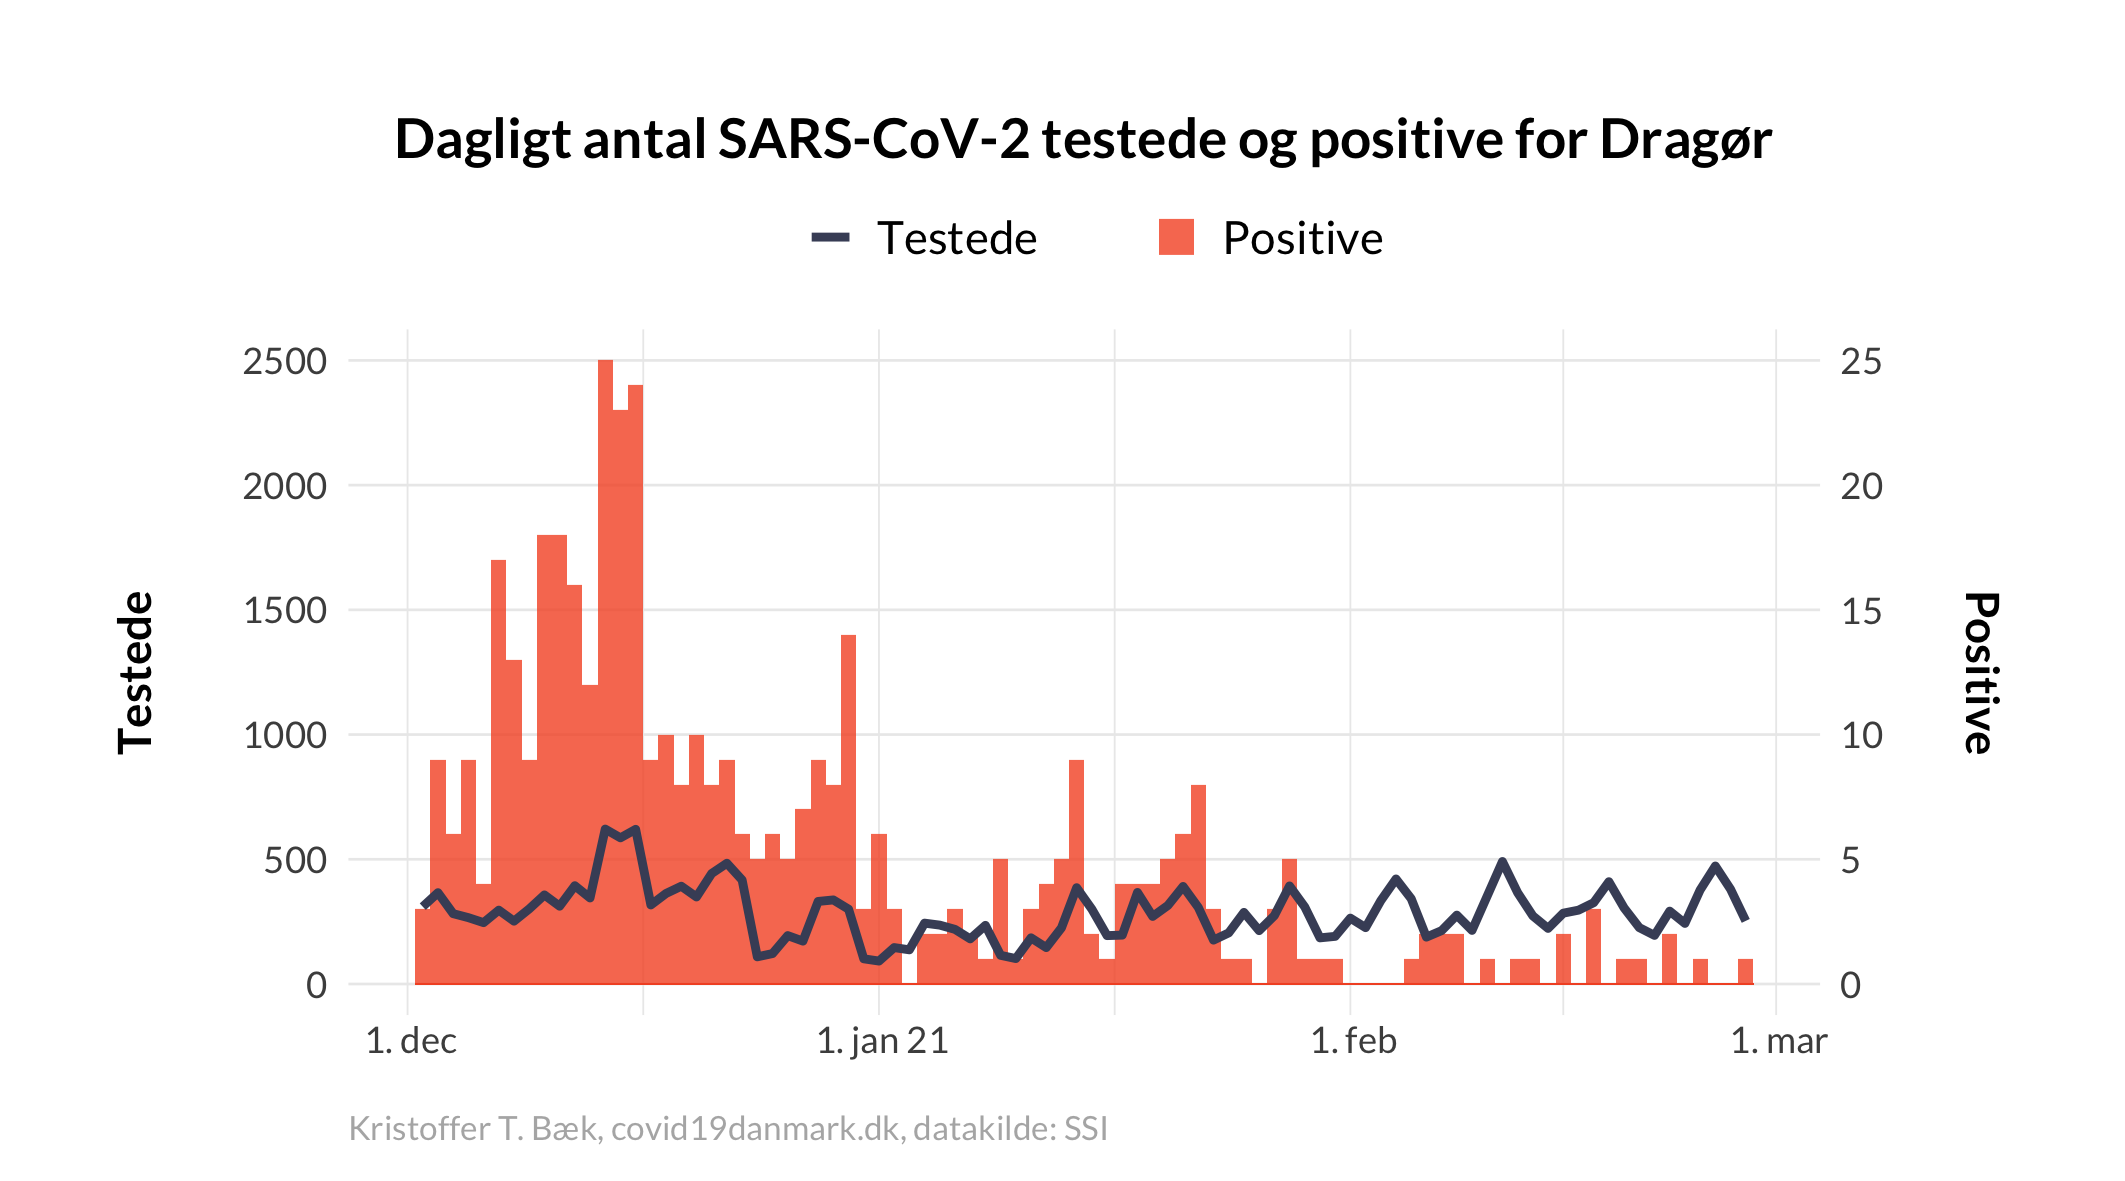 Dagligt antal SARS-CoV-2 testede og positive for Dragør
Testede Positive
2500 25
2000 20
1500 15
1000 10
500 5
0 0
Testede
Positive
1. dec 1. jan 21 1. feb 1. mar
Kristoffer T. Bæk, covid19danmark.dk, datakilde: SSI